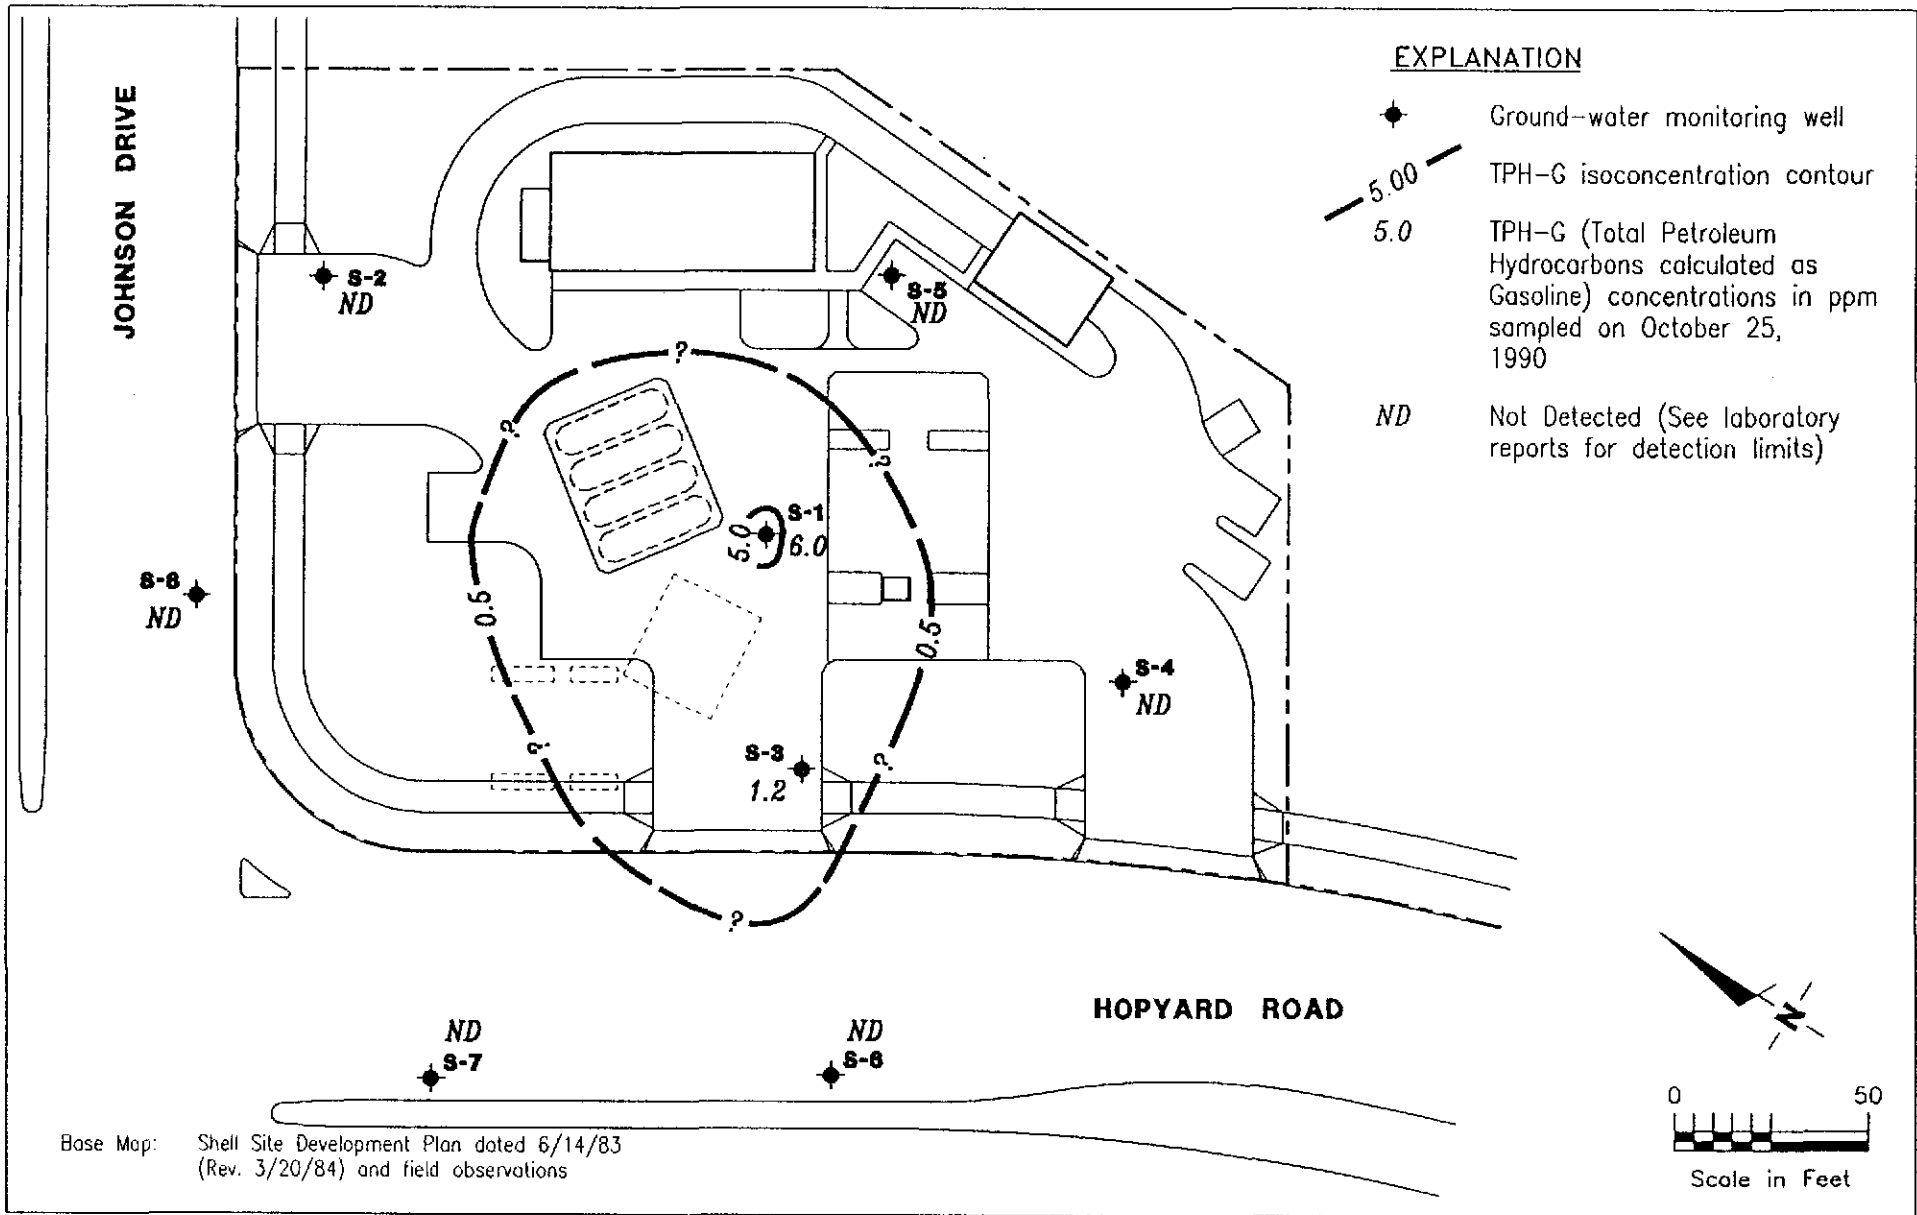 EXPLANATION
Ground-water monitoring well
5.00
TPH-G isoconcentration contour
5.0
TPH-G (Total Petroleum
Hydrocarbons calculated as
Gasoline) concentrations in ppm
sampled on October 25,
1990
ND
Not Detected (See laboratory
reports for detection limits)
JOHNSON DRIVE
S-2
ND
S-5
ND
?
?
?
S-1
5.0
6.0
S-8
ND
0.5
0.5
S-4
ND
?
S-3
?
1.2
?
HOPYARD ROAD
N
ND
S-7
ND
S-6
0 50
Scale in Feet
Base Map: Shell Site Development Plan dated 6/14/83
(Rev. 3/20/84) and field observations